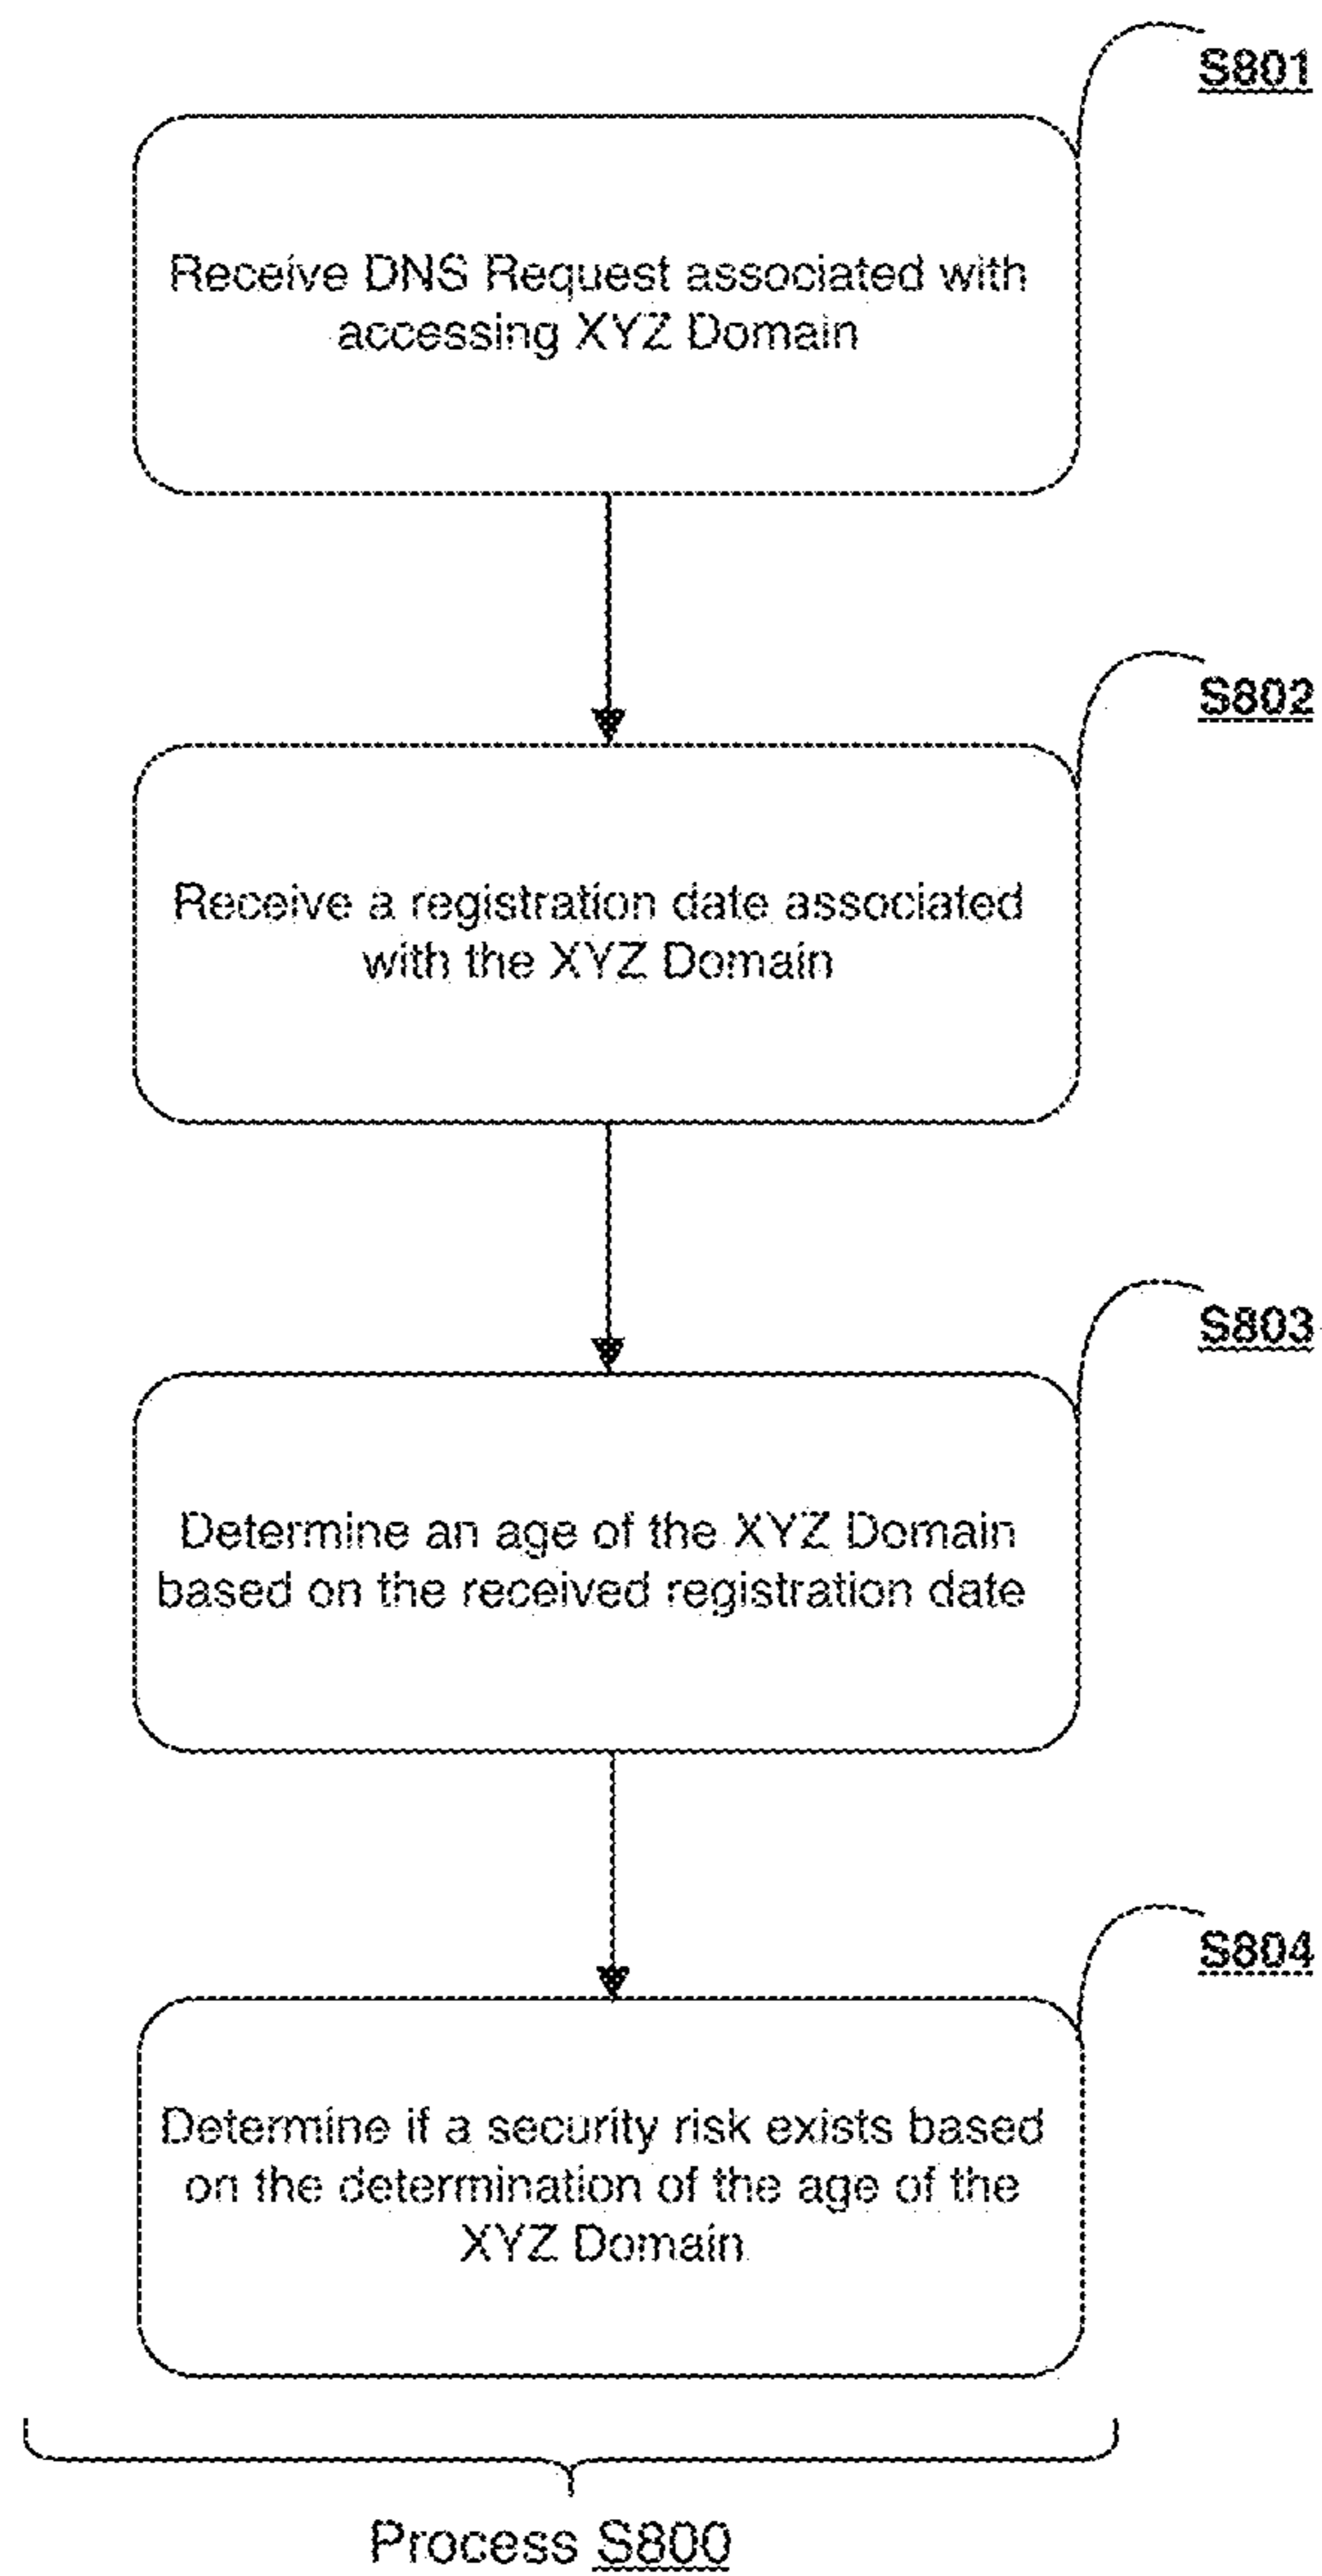 S801
Receive DNS Request associated with
accessing XYZ Domain
S802
Receive a registration date associated
with the XYZ Domain
S803
Determine an age of the XYZ Domain
based on the received registration date
S804
Determine if a security risk exists based
on the determination of the age of the
XYZ Domain
Process S800